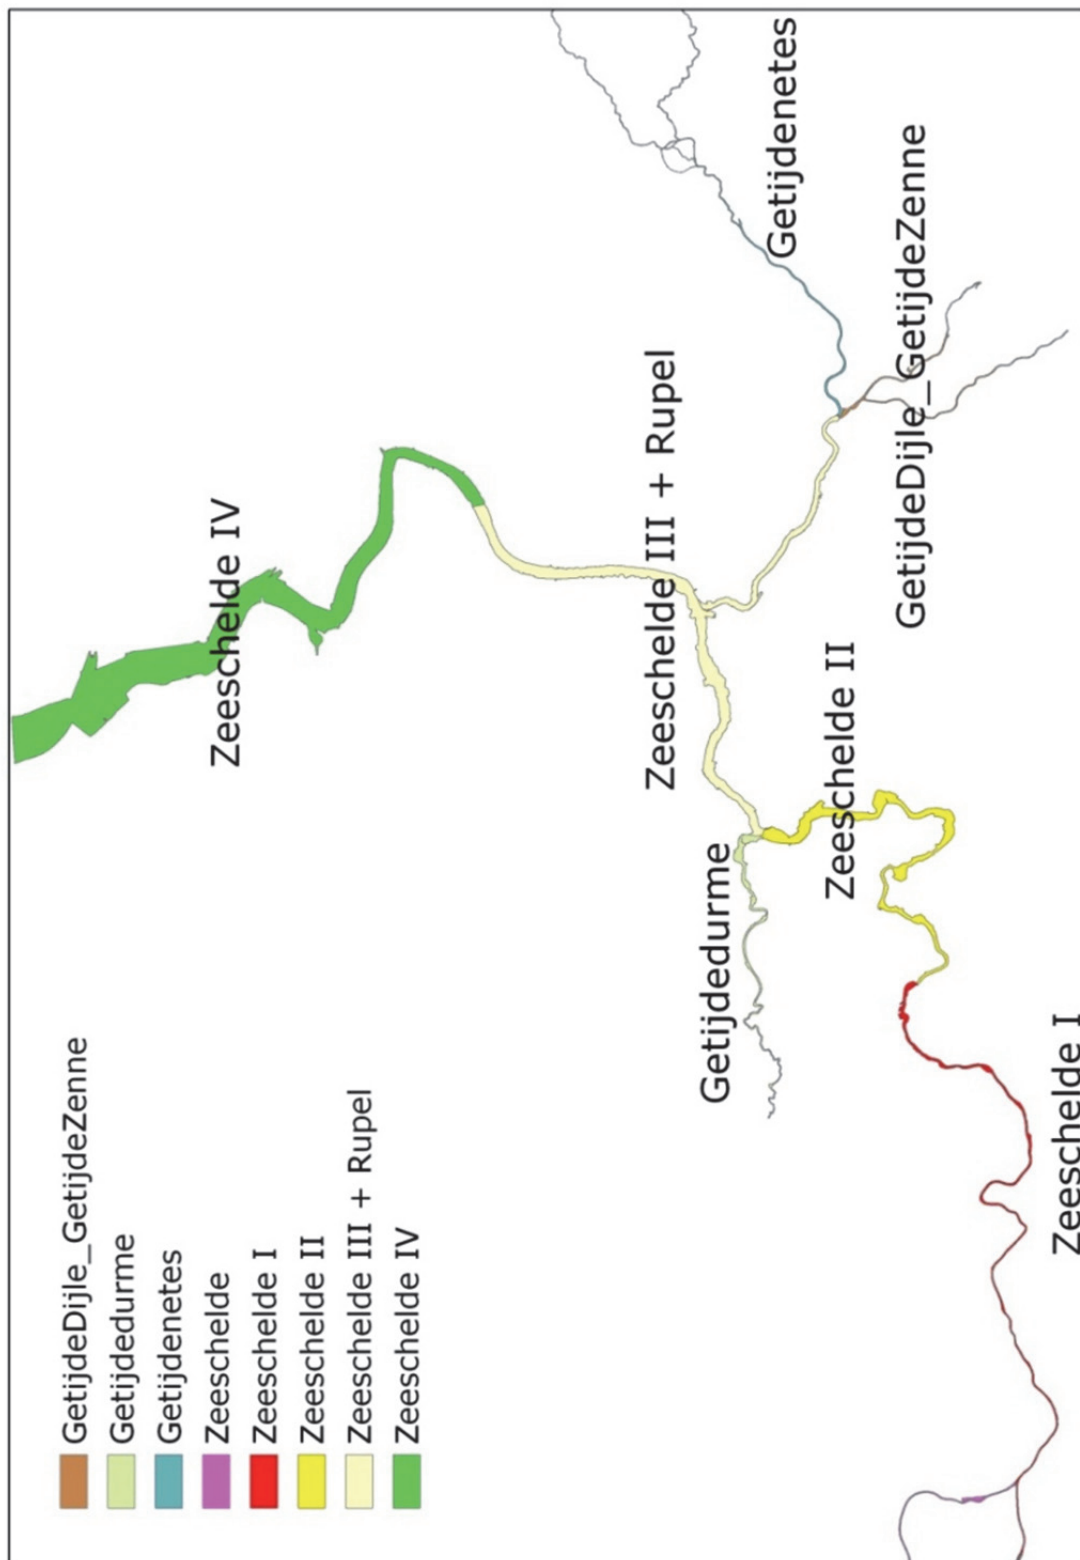 GetijdeDijle_GetijdeZenne
Getijdedurme
Getijdenetes
Zeeschelde
Zeeschelde I
Zeeschelde II
Zeeschelde III + Rupel
Zeeschelde IV
Zeeschelde IV
Zeeschelde III + Rupel
Getijdenetes
GetijdeDijle_GetijdeZenne
Getijdedurme
Zeeschelde II
Zeeschelde I